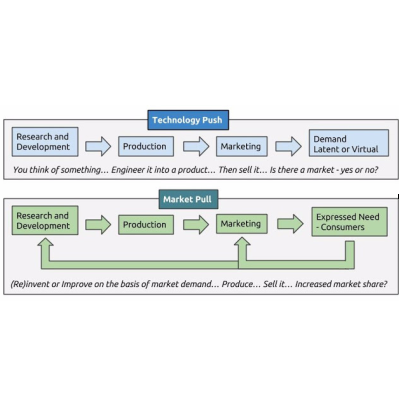 Technology Push
Research and
Development
Production
Marketing
Demand
Latent or Virtual
You think of something... Engineer it into a product... Then sell it... Is there a market - yes or no?
Market Pull
Research and
Development
Production
Marketing
Expressed Need
- Consumers
(Re)invent or Improve on the basis of market demand... Produce... Sell it... Increased market share?